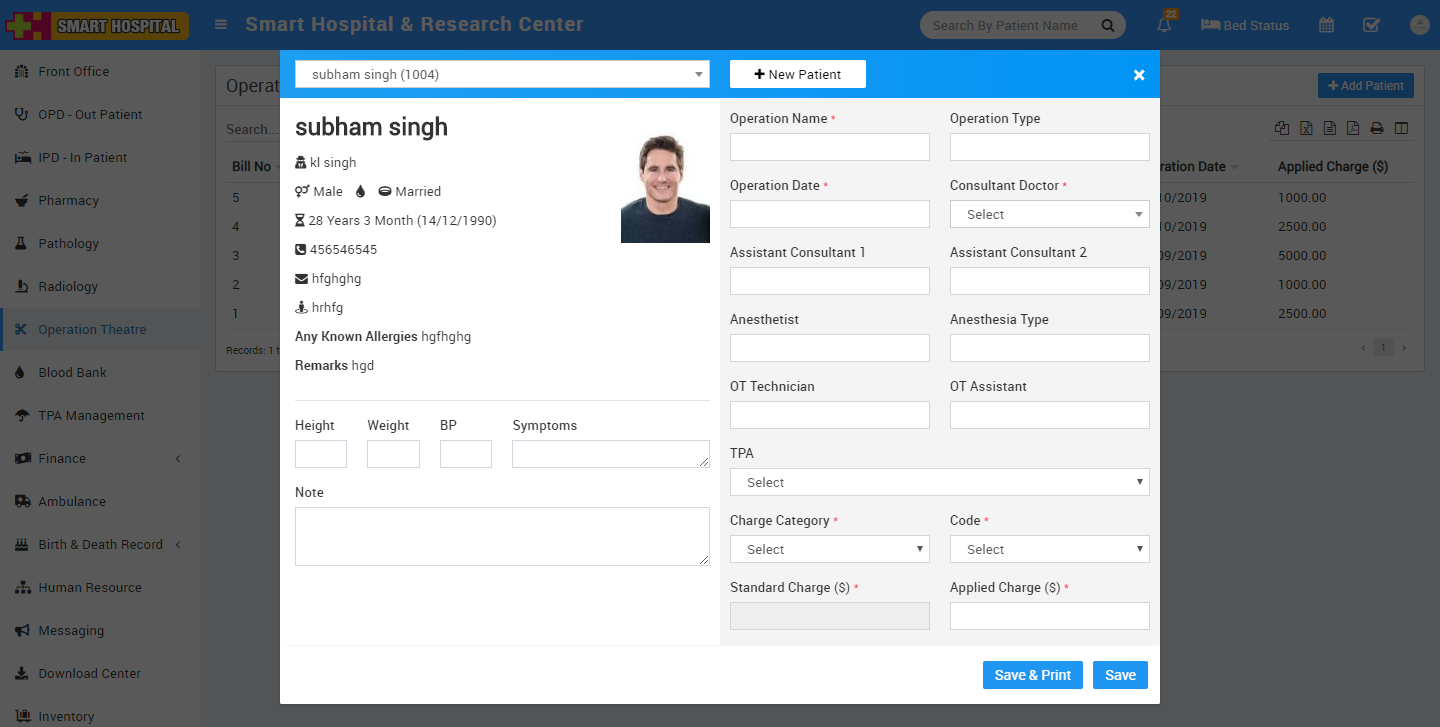 SMART HOSPITAL
Smart Hospital & Research Center
Search By Patient Name
22
Bed Status
Front Office
OPD - Out Patient
IPD - In Patient
Pharmacy
Pathology
Radiology
Operation Theatre
Blood Bank
TPA Management
Finance
Ambulance
Birth & Death Record
Human Resource
Messaging
Download Center
Inventory
Operat
+ Add Patient
Search...
Bill No
ration Date
Applied Charge ($)
5
10/2019
1000.00
4
10/2019
2500.00
3
09/2019
5000.00
2
09/2019
1000.00
1
09/2019
2500.00
Records: 1 t
‹ 1 ›
subham singh (1004)
+ New Patient
×
subham singh
kl singh
Male Married
28 Years 3 Month (14/12/1990)
456546545
hfghghg
hrhfg
Any Known Allergies hgfhghg
Remarks hgd
Height Weight BP Symptoms
Note
Operation Name * Operation Type
Operation Date * Consultant Doctor *
Select
Assistant Consultant 1 Assistant Consultant 2
Anesthetist Anesthesia Type
OT Technician OT Assistant
TPA
Select
Charge Category * Code *
Select Select
Standard Charge ($) * Applied Charge ($) *
Save & Print Save